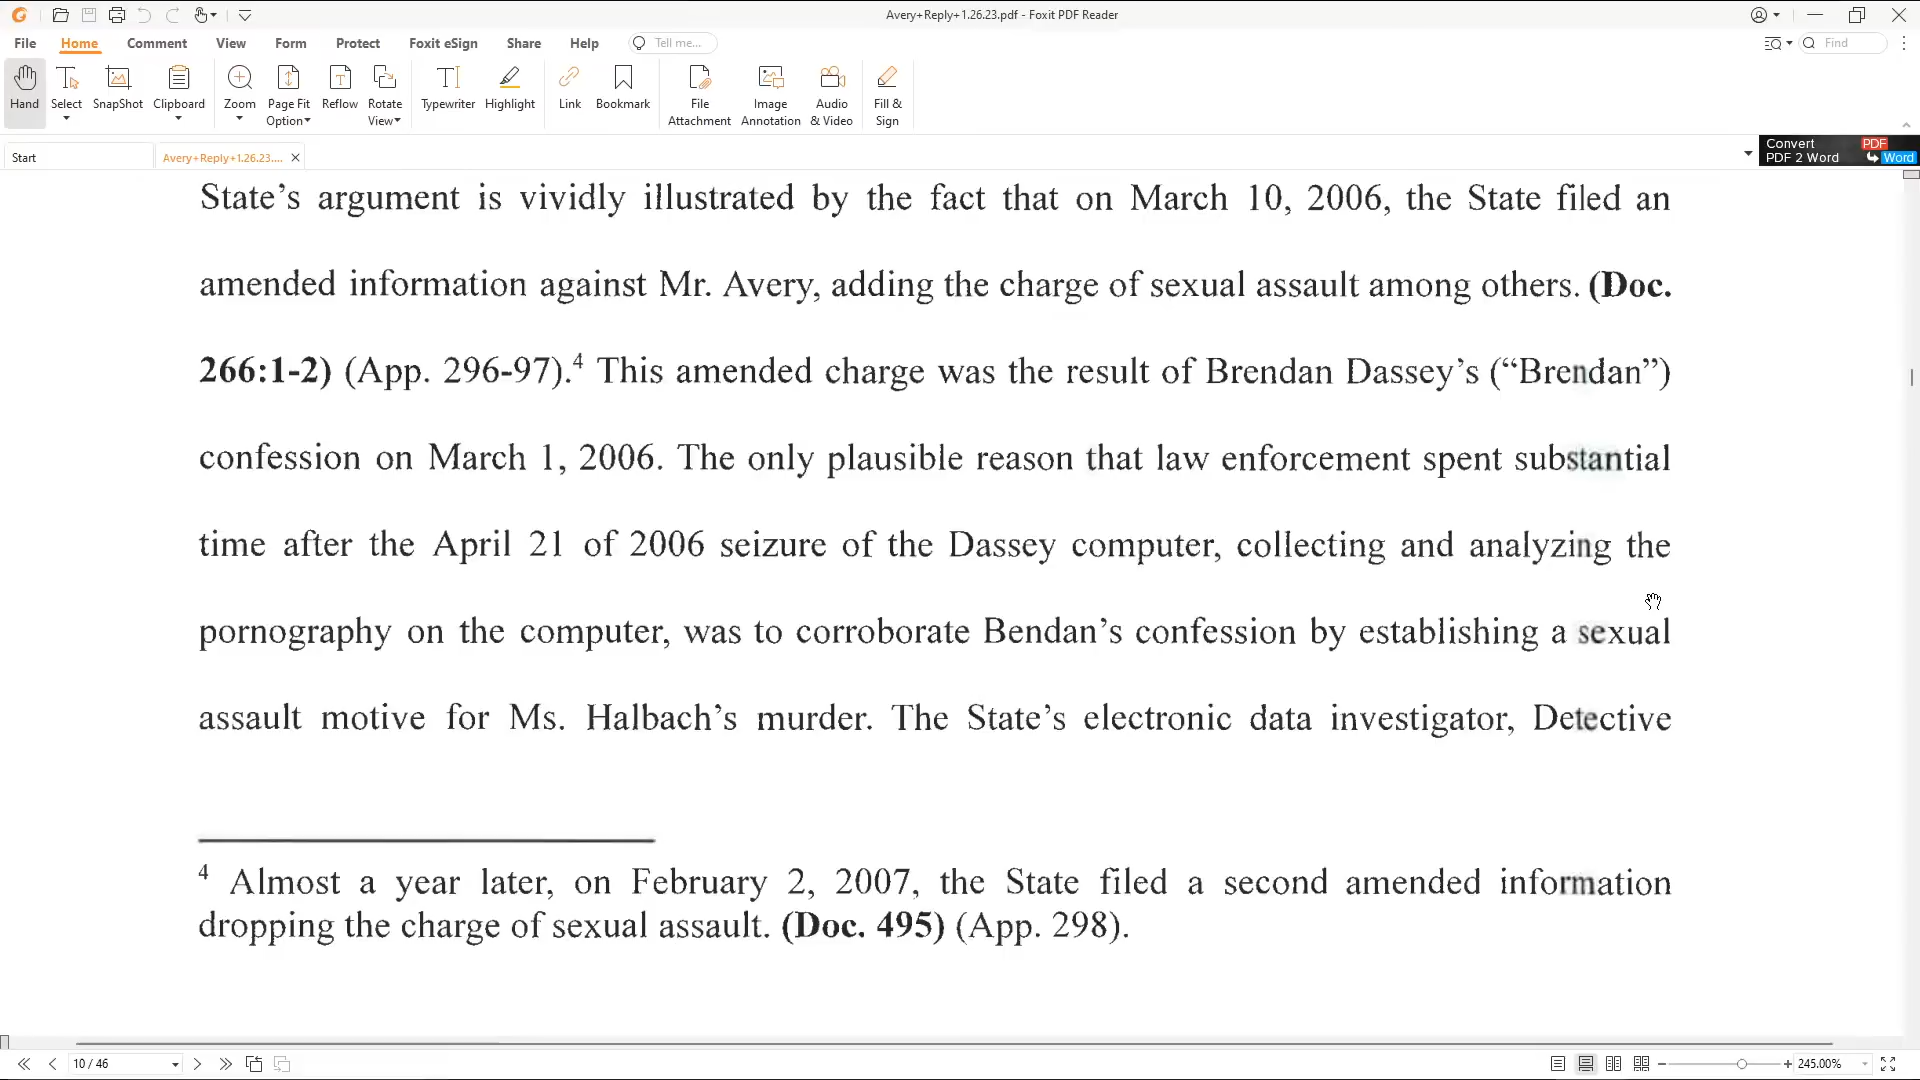 Avery+Reply+1.26.23.pdf - Foxit PDF Reader
File Home Comment View Form Protect Foxit eSign Share Help Tell me... Find
Hand Select SnapShot Clipboard Zoom Page Fit Option Reflow Rotate View Typewriter Highlight Link Bookmark File Attachment Image Annotation Audio & Video Fill & Sign
Start Avery+Reply+1.26.23.... Convert PDF 2 Word PDF Word
State’s argument is vividly illustrated by the fact that on March 10, 2006, the State filed an
amended information against Mr. Avery, adding the charge of sexual assault among others. (Doc.
266:1-2) (App. 296-97).4 This amended charge was the result of Brendan Dassey’s (“Brendan”)
confession on March 1, 2006. The only plausible reason that law enforcement spent substantial
time after the April 21 of 2006 seizure of the Dassey computer, collecting and analyzing the
pornography on the computer, was to corroborate Bendan’s confession by establishing a sexual
assault motive for Ms. Halbach’s murder. The State’s electronic data investigator, Detective
4 Almost a year later, on February 2, 2007, the State filed a second amended information
dropping the charge of sexual assault. (Doc. 495) (App. 298).
10 / 46 245.00%